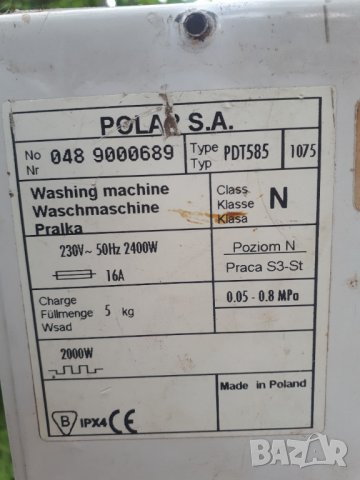 POLAR S.A.
No
Nr
048 9000689
Type
Typ
PDT585
1075
Washing machine
Waschmaschine
Pralka
Class
Klasse
Klasa
N
230V~ 50Hz 2400W
16A
Poziom N
Praca S3-St
Charge
Füllmenge 5 kg
Wsad
0.05 - 0.8 MPa
2000W
Made in Poland
B IPX4 CE
BAZAR